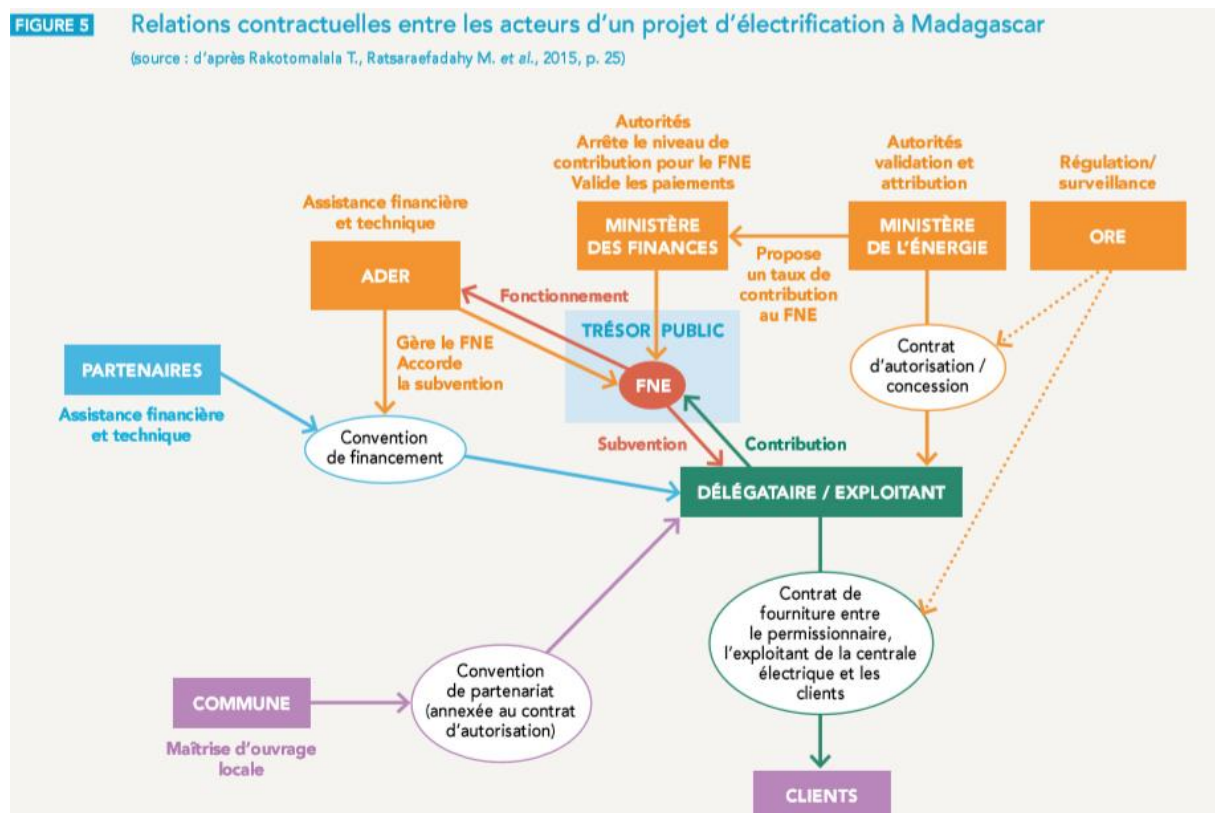 FIGURE 5
Relations contractuelles entre les acteurs d'un projet d'électrification à Madagascar
(source : d'après Rakotomalala T., Ratsaraefadahy M. et al., 2015, p. 25)
Autorités
Arrête le niveau de
contribution pour le FNE
Valide les paiements
Autorités
validation et
attribution
Régulation/
surveillance
Assistance financière
et technique
MINISTÈRE
DES FINANCES
MINISTÈRE
DE L'ÉNERGIE
ORE
ADER
Propose
un taux de
contribution
au FNE
Fonctionnement
TRÉSOR PUBLIC
Gère le FNE
Accorde
la subvention
Contrat
d'autorisation /
concession
PARTENAIRES
FNE
Assistance financière
et technique
Convention
de financement
Subvention
Contribution
DÉLÉGATAIRE / EXPLOITANT
Contrat de
fourniture entre
le permissionnaire,
l'exploitant de la centrale
électrique et les
clients
Convention
de partenariat
(annexée au contrat
d'autorisation)
COMMUNE
Maîtrise d'ouvrage
locale
CLIENTS